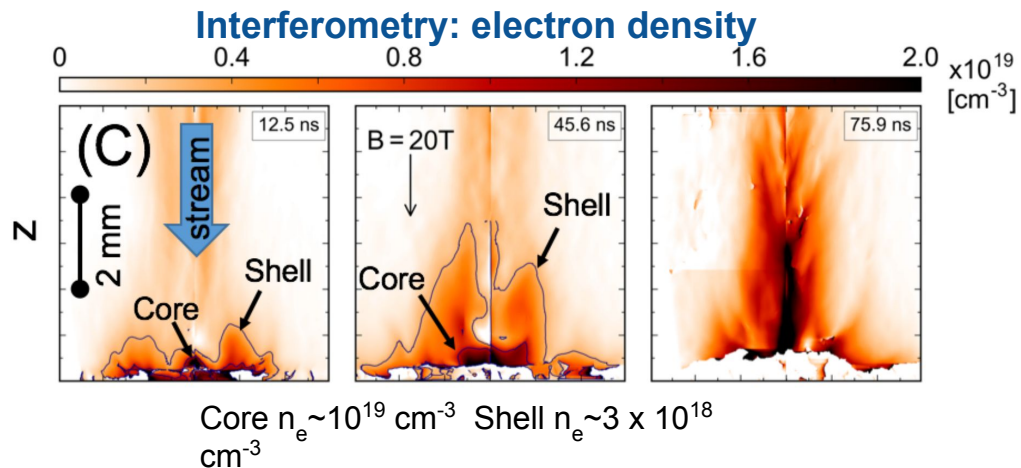 Interferometry: electron density
0 0.4 0.8 1.2 1.6 2.0
x10¹⁹
[cm⁻³]
(C)
12.5 ns
stream
2 mm
Z
Core
Shell
B = 20T
45.6 ns
Shell
Core
75.9 ns
Core nₑ~10¹⁹ cm⁻³ Shell nₑ~3 x 10¹⁸
cm⁻³